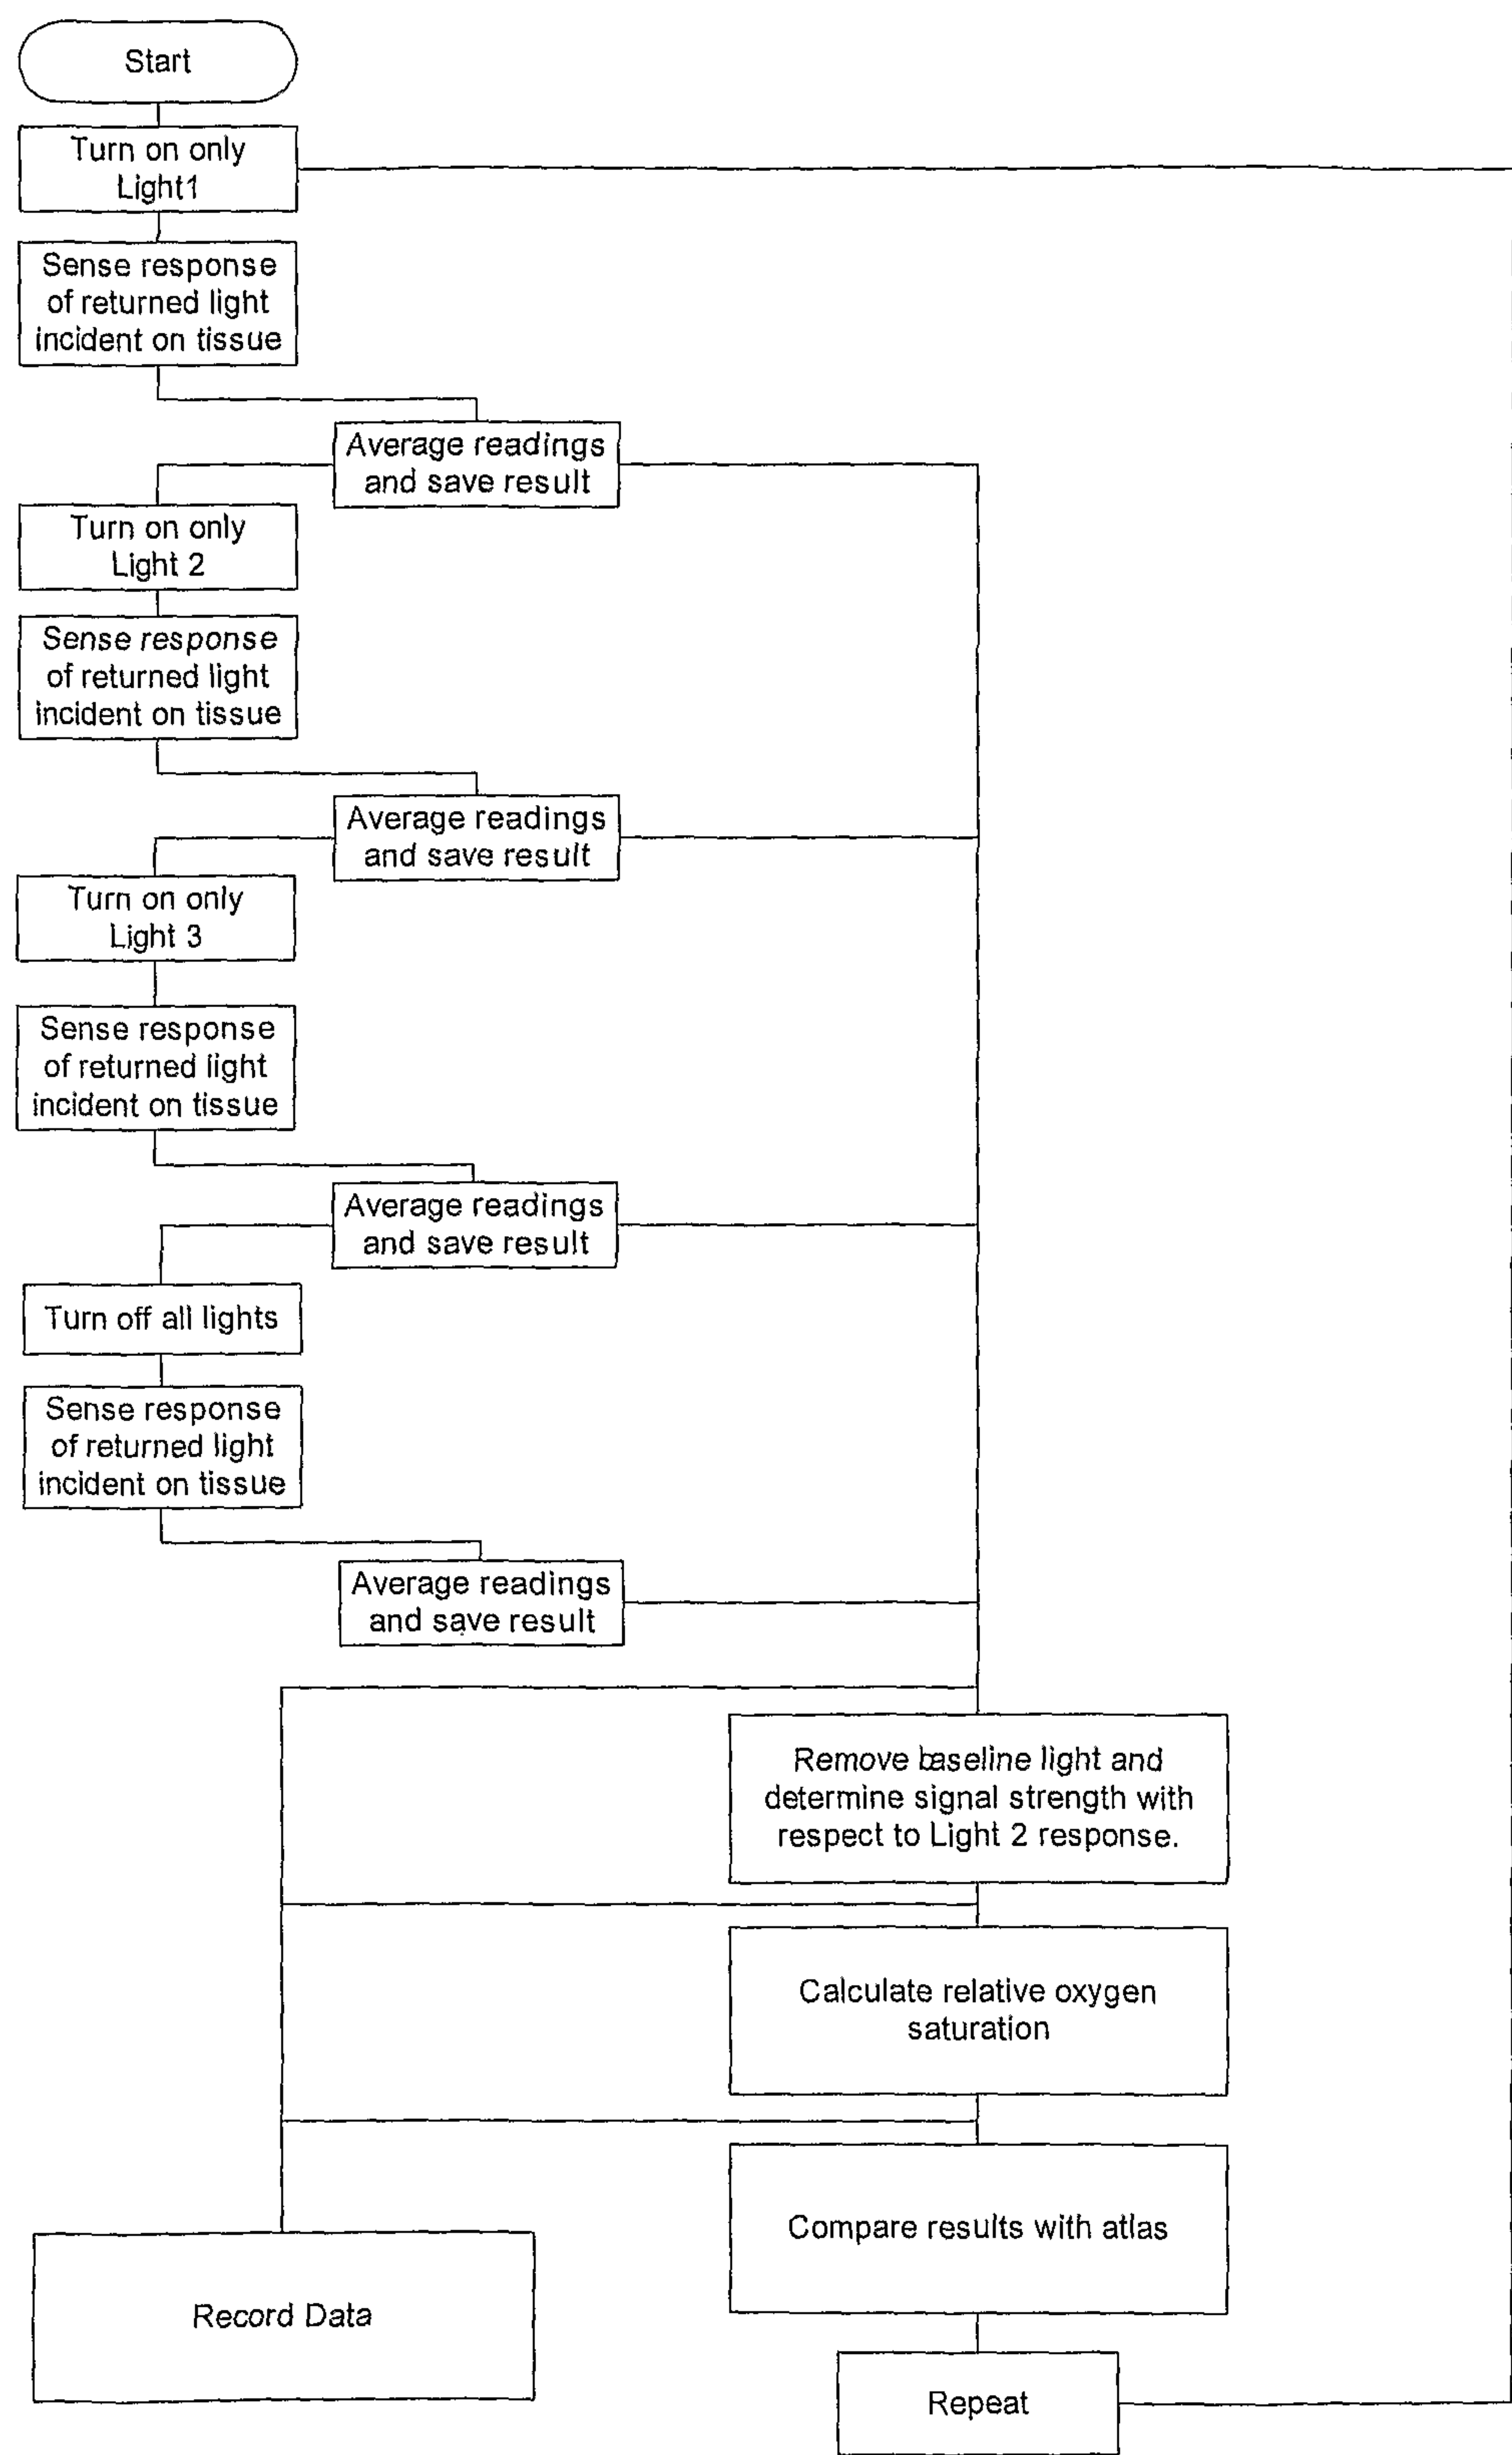 Start
Turn on only
Light1
Sense response
of returned light
incident on tissue
Average readings
and save result
Turn on only
Light 2
Sense response
of returned light
incident on tissue
Average readings
and save result
Turn on only
Light 3
Sense response
of returned light
incident on tissue
Average readings
and save result
Turn off all lights
Sense response
of returned light
incident on tissue
Average readings
and save result
Remove baseline light and
determine signal strength with
respect to Light 2 response.
Calculate relative oxygen
saturation
Compare results with atlas
Record Data
Repeat